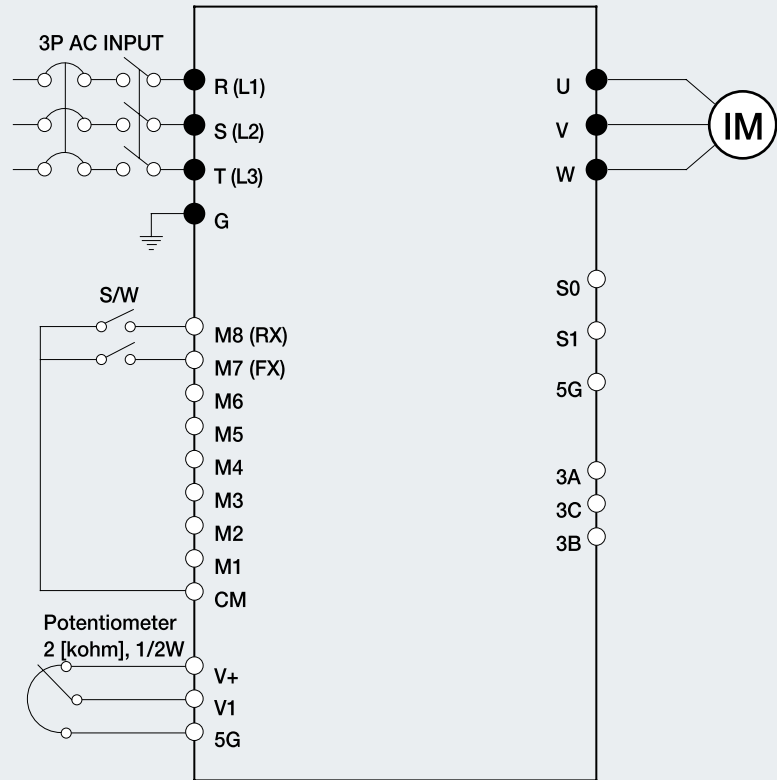 3P AC INPUT
R (L1)
S (L2)
T (L3)
G
S/W
M8 (RX)
M7 (FX)
M6
M5
M4
M3
M2
M1
CM
Potentiometer
2 [kohm], 1/2W
V+
V1
5G
U
V
W
IM
S0
S1
5G
3A
3C
3B